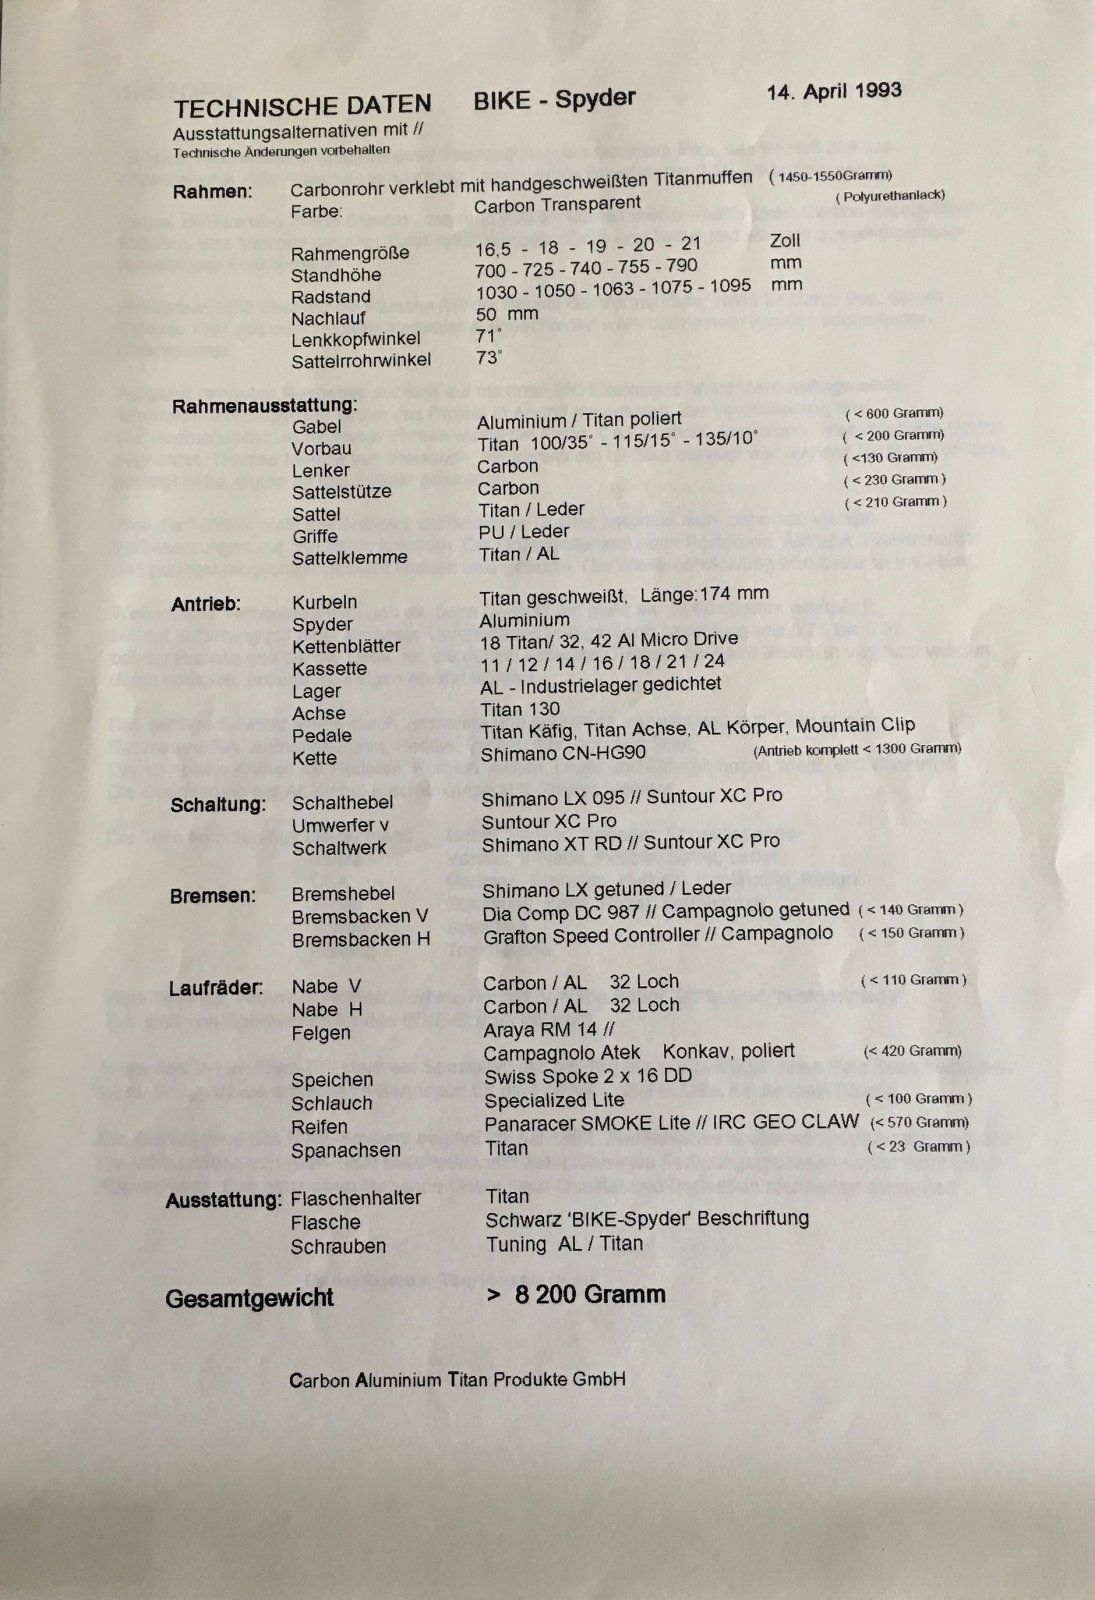 TECHNISCHE DATEN BIKE - Spyder 14. April 1993
Ausstattungsalternativen mit //
Technische Änderungen vorbehalten
Rahmen: Carbonrohr verklebt mit handgeschweißten Titanmuffen ( 1450-1550Gramm)
Farbe: Carbon Transparent ( Polyurethanlack)
Rahmengröße 16,5 - 18 - 19 - 20 - 21 Zoll
Standhöhe 700 - 725 - 740 - 755 - 790 mm
Radstand 1030 - 1050 - 1063 - 1075 - 1095 mm
Nachlauf 50 mm
Lenkkopfwinkel 71°
Sattelrrohrwinkel 73°
Rahmenausstattung:
Gabel Aluminium / Titan poliert ( < 600 Gramm)
Vorbau Titan 100/35° - 115/15° - 135/10° ( < 200 Gramm)
Lenker Carbon ( <130 Gramm)
Sattelstütze Carbon ( < 230 Gramm )
Sattel Titan / Leder ( < 210 Gramm )
Griffe PU / Leder
Sattelklemme Titan / AL
Antrieb: Kurbeln Titan geschweißt, Länge:174 mm
Spyder Aluminium
Kettenblätter 18 Titan/ 32, 42 Al Micro Drive
Kassette 11 / 12 / 14 / 16 / 18 / 21 / 24
Lager AL - Industrielager gedichtet
Achse Titan 130
Pedale Titan Käfig, Titan Achse, AL Körper, Mountain Clip
Kette Shimano CN-HG90 (Antrieb komplett < 1300 Gramm)
Schaltung: Schalthebel Shimano LX 095 // Suntour XC Pro
Umwerfer v Suntour XC Pro
Schaltwerk Shimano XT RD // Suntour XC Pro
Bremsen: Bremshebel Shimano LX getuned / Leder
Bremsbacken V Dia Comp DC 987 // Campagnolo getuned ( < 140 Gramm )
Bremsbacken H Grafton Speed Controller // Campagnolo ( < 150 Gramm )
Laufräder: Nabe V Carbon / AL 32 Loch ( < 110 Gramm )
Nabe H Carbon / AL 32 Loch
Felgen Araya RM 14 //
Campagnolo Atek Konkav, poliert (< 420 Gramm)
Speichen Swiss Spoke 2 x 16 DD
Schlauch Specialized Lite ( < 100 Gramm )
Reifen Panaracer SMOKE Lite // IRC GEO CLAW (< 570 Gramm)
Spanachsen Titan ( < 23 Gramm )
Ausstattung: Flaschenhalter Titan
Flasche Schwarz 'BIKE-Spyder' Beschriftung
Schrauben Tuning AL / Titan
Gesamtgewicht > 8 200 Gramm
Carbon Aluminium Titan Produkte GmbH